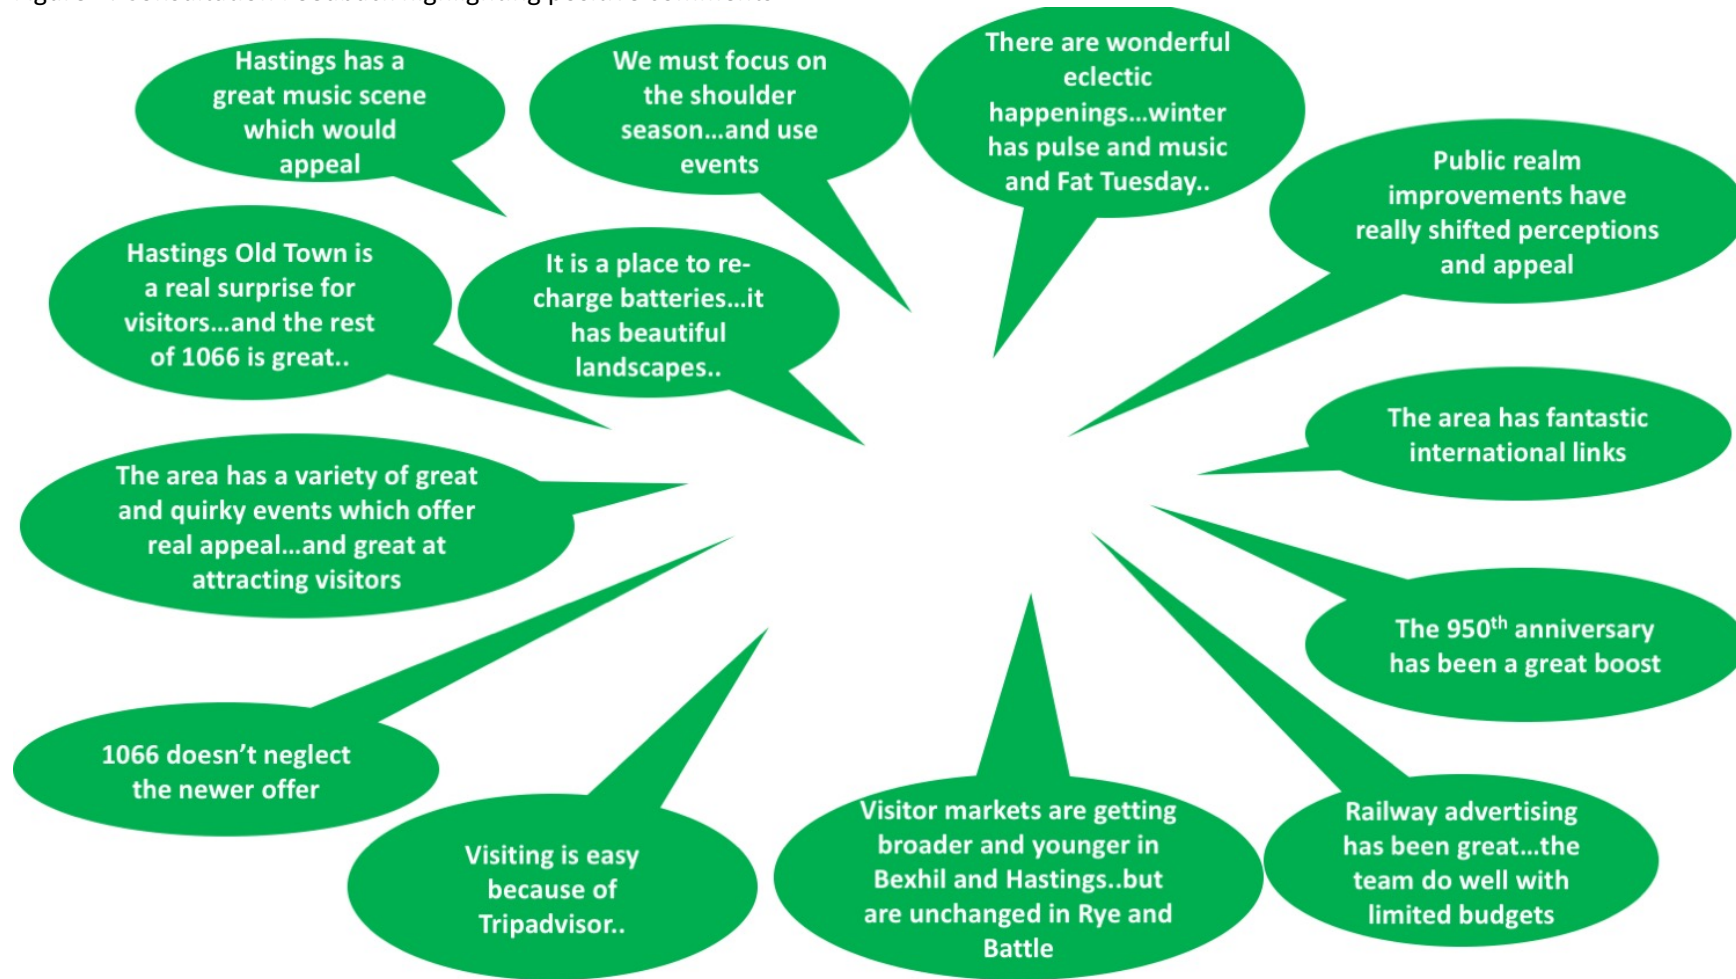 Hastings has a
great music scene
which would
appeal
We must focus on
the shoulder
season...and use
events
There are wonderful
eclectic
happenings...winter
has pulse and music
and Fat Tuesday..
Public realm
improvements have
really shifted perceptions
and appeal
Hastings Old Town is
a real surprise for
visitors...and the rest
of 1066 is great..
It is a place to re-
charge batteries...it
has beautiful
landscapes..
The area has fantastic
international links
The area has a variety of great
and quirky events which offer
real appeal...and great at
attracting visitors
The 950th anniversary
has been a great boost
1066 doesn't neglect
the newer offer
Visiting is easy
because of
Tripadvisor..
Visitor markets are getting
broader and younger in
Bexhil and Hastings..but
are unchanged in Rye and
Battle
Railway advertising
has been great...the
team do well with
limited budgets